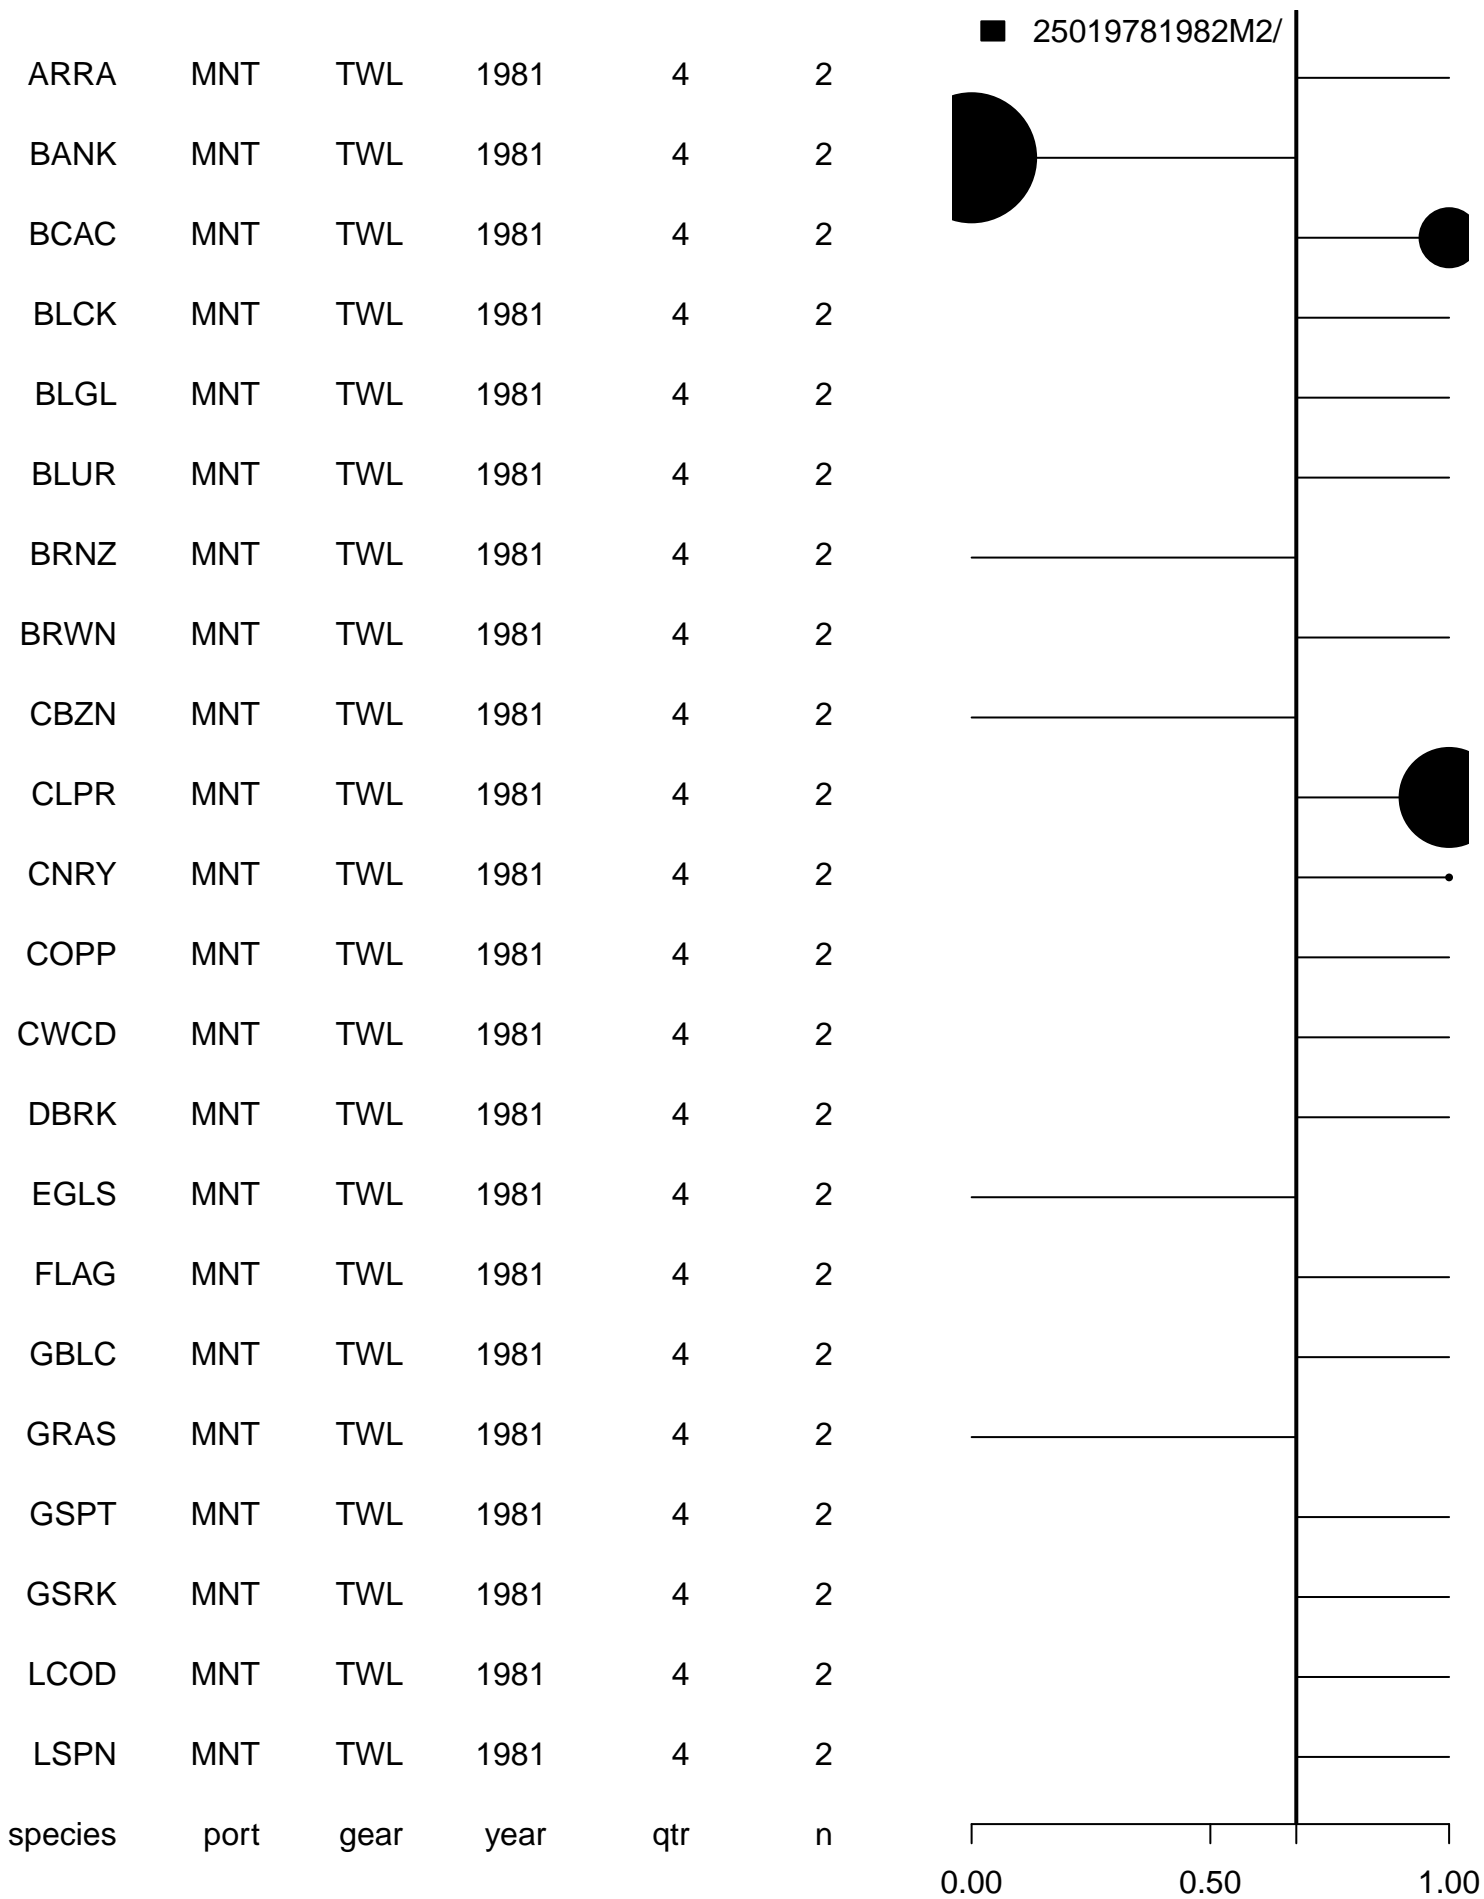 25019781982M2/
ARRA MNT TWL 1981 4 2
BANK MNT TWL 1981 4 2
BCAC MNT TWL 1981 4 2
BLCK MNT TWL 1981 4 2
BLGL MNT TWL 1981 4 2
BLUR MNT TWL 1981 4 2
BRNZ MNT TWL 1981 4 2
BRWN MNT TWL 1981 4 2
CBZN MNT TWL 1981 4 2
CLPR MNT TWL 1981 4 2
CNRY MNT TWL 1981 4 2
COPP MNT TWL 1981 4 2
CWCD MNT TWL 1981 4 2
DBRK MNT TWL 1981 4 2
EGLS MNT TWL 1981 4 2
FLAG MNT TWL 1981 4 2
GBLC MNT TWL 1981 4 2
GRAS MNT TWL 1981 4 2
GSPT MNT TWL 1981 4 2
GSRK MNT TWL 1981 4 2
LCOD MNT TWL 1981 4 2
LSPN MNT TWL 1981 4 2
species port gear year qtr n
0.00 0.50 1.00